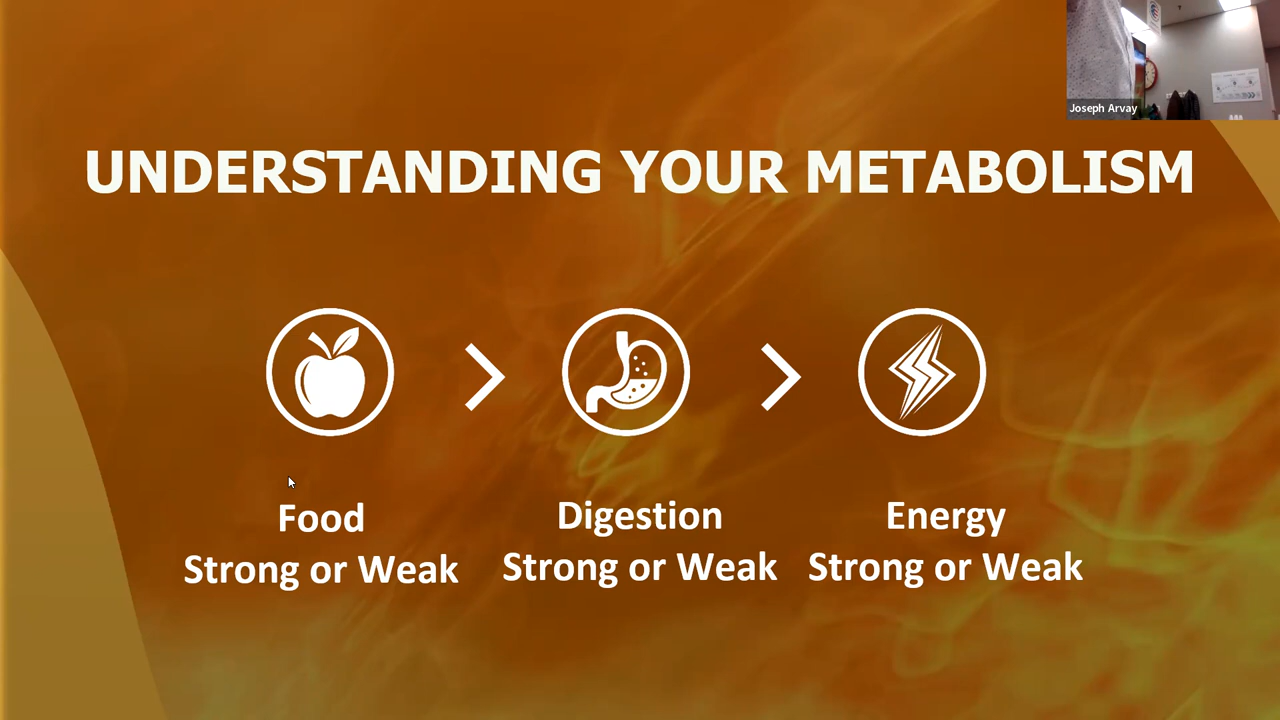 Joseph Arvay
UNDERSTANDING YOUR METABOLISM
Food
Strong or Weak
Digestion
Strong or Weak
Energy
Strong or Weak